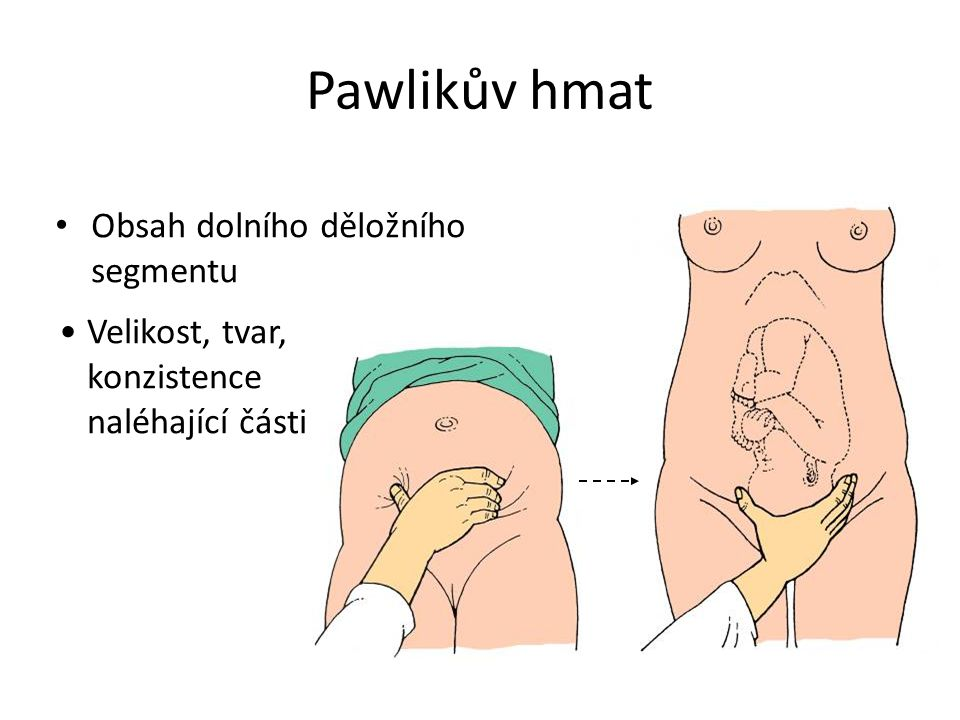 Pawlikův hmat
• Obsah dolního děložního
segmentu
• Velikost, tvar,
konzistence
naléhající části